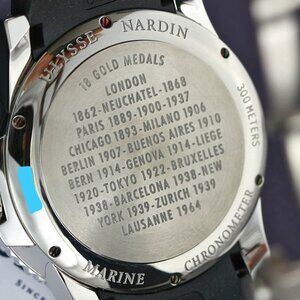 ULYSSE NARDIN
18 GOLD MEDALS
LONDON
1862-NEUCHATEL-1868
PARIS 1889-1900-1937
CHICAGO 1893-MILANO 1906
BERLIN 1907-BUENOS AIRES 1910
BERN 1914-GENOVA 1914-LIEGE
1920-TOKYO 1922-BRUXELLES
1938-BARCELONA 1938-NEW
YORK 1939-ZURICH 1939
LAUSANNE 1964
300 METERS
MARINE CHRONOMETER